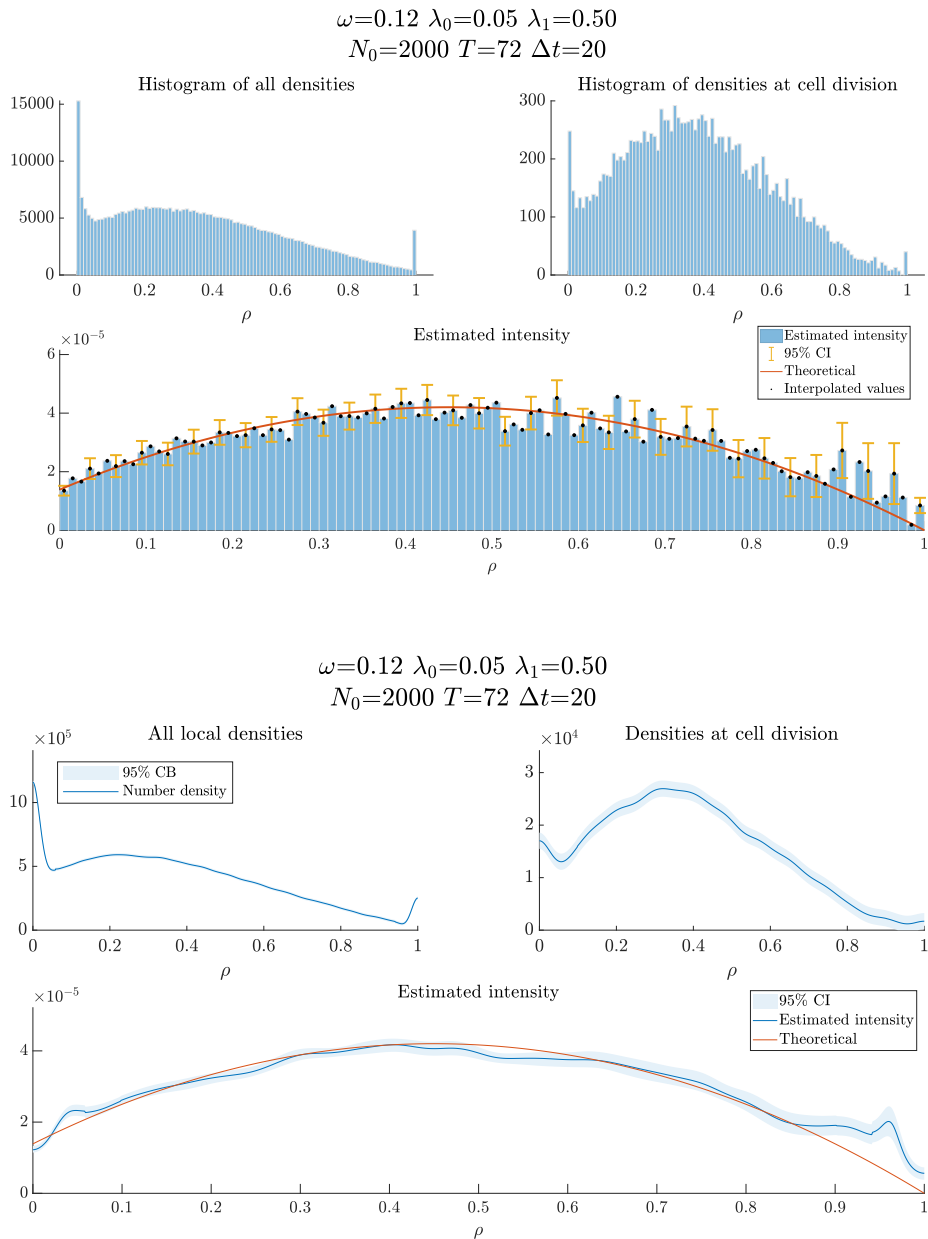 ω=0.12 λ₀=0.05 λ₁=0.50
N₀=2000 T=72 Δt=20
Histogram of all densities
15000
10000
5000
0
0 0.2 0.4 0.6 0.8 1
ρ
Histogram of densities at cell division
300
200
100
0
0 0.2 0.4 0.6 0.8 1
ρ
Estimated intensity
×10⁻⁵
6
4
2
0
0 0.1 0.2 0.3 0.4 0.5 0.6 0.7 0.8 0.9 1
ρ
Estimated intensity
95% CI
Theoretical
Interpolated values
ω=0.12 λ₀=0.05 λ₁=0.50
N₀=2000 T=72 Δt=20
All local densities
×10⁵
10
5
0
0 0.2 0.4 0.6 0.8 1
ρ
95% CB
Number density
Densities at cell division
×10⁴
3
2
1
0
0 0.2 0.4 0.6 0.8 1
ρ
Estimated intensity
×10⁻⁵
4
2
0
0 0.1 0.2 0.3 0.4 0.5 0.6 0.7 0.8 0.9 1
ρ
95% CI
Estimated intensity
Theoretical